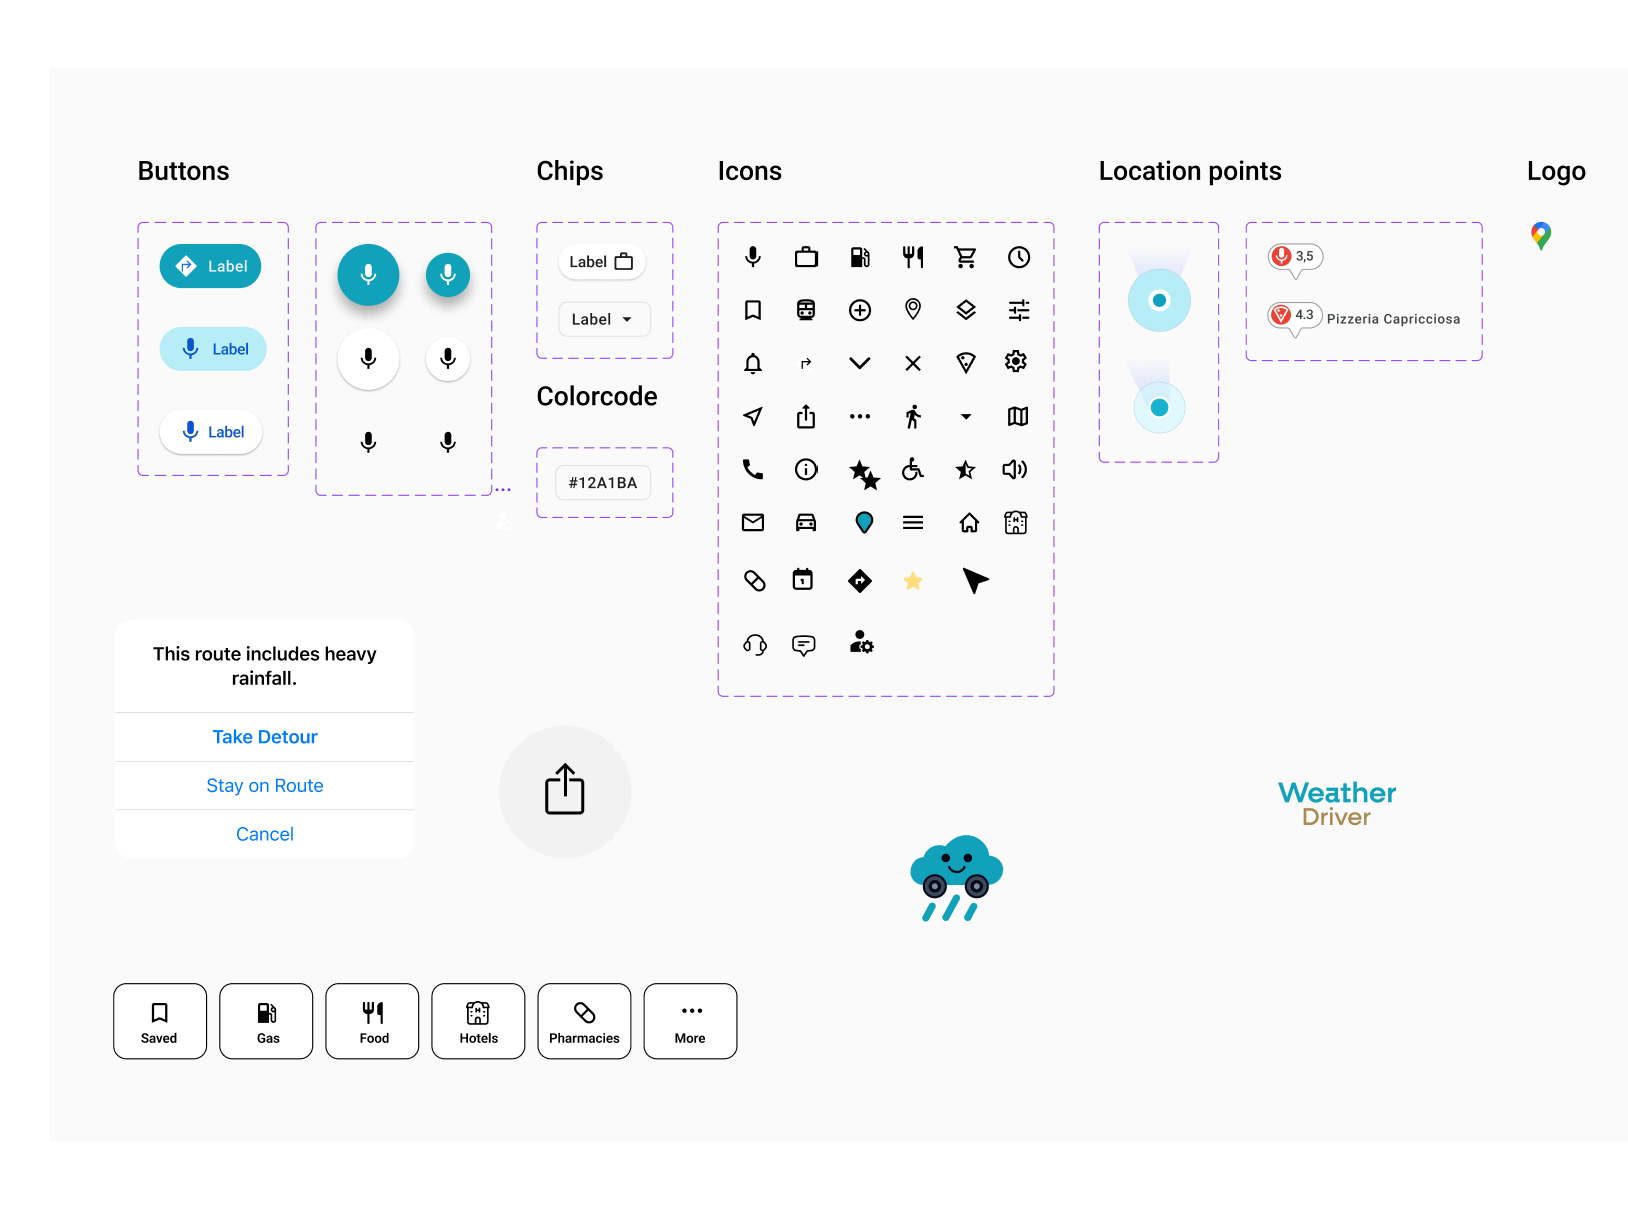 Buttons
Chips
Icons
Location points
Logo
Label
Label
Label
Label
Label
3,5
4.3
Pizzeria Capricciosa
Colorcode
#12A1BA
1
This route includes heavy
rainfall.
Take Detour
Stay on Route
Cancel
Weather
Driver
Saved
Gas
Food
Hotels
Pharmacies
More